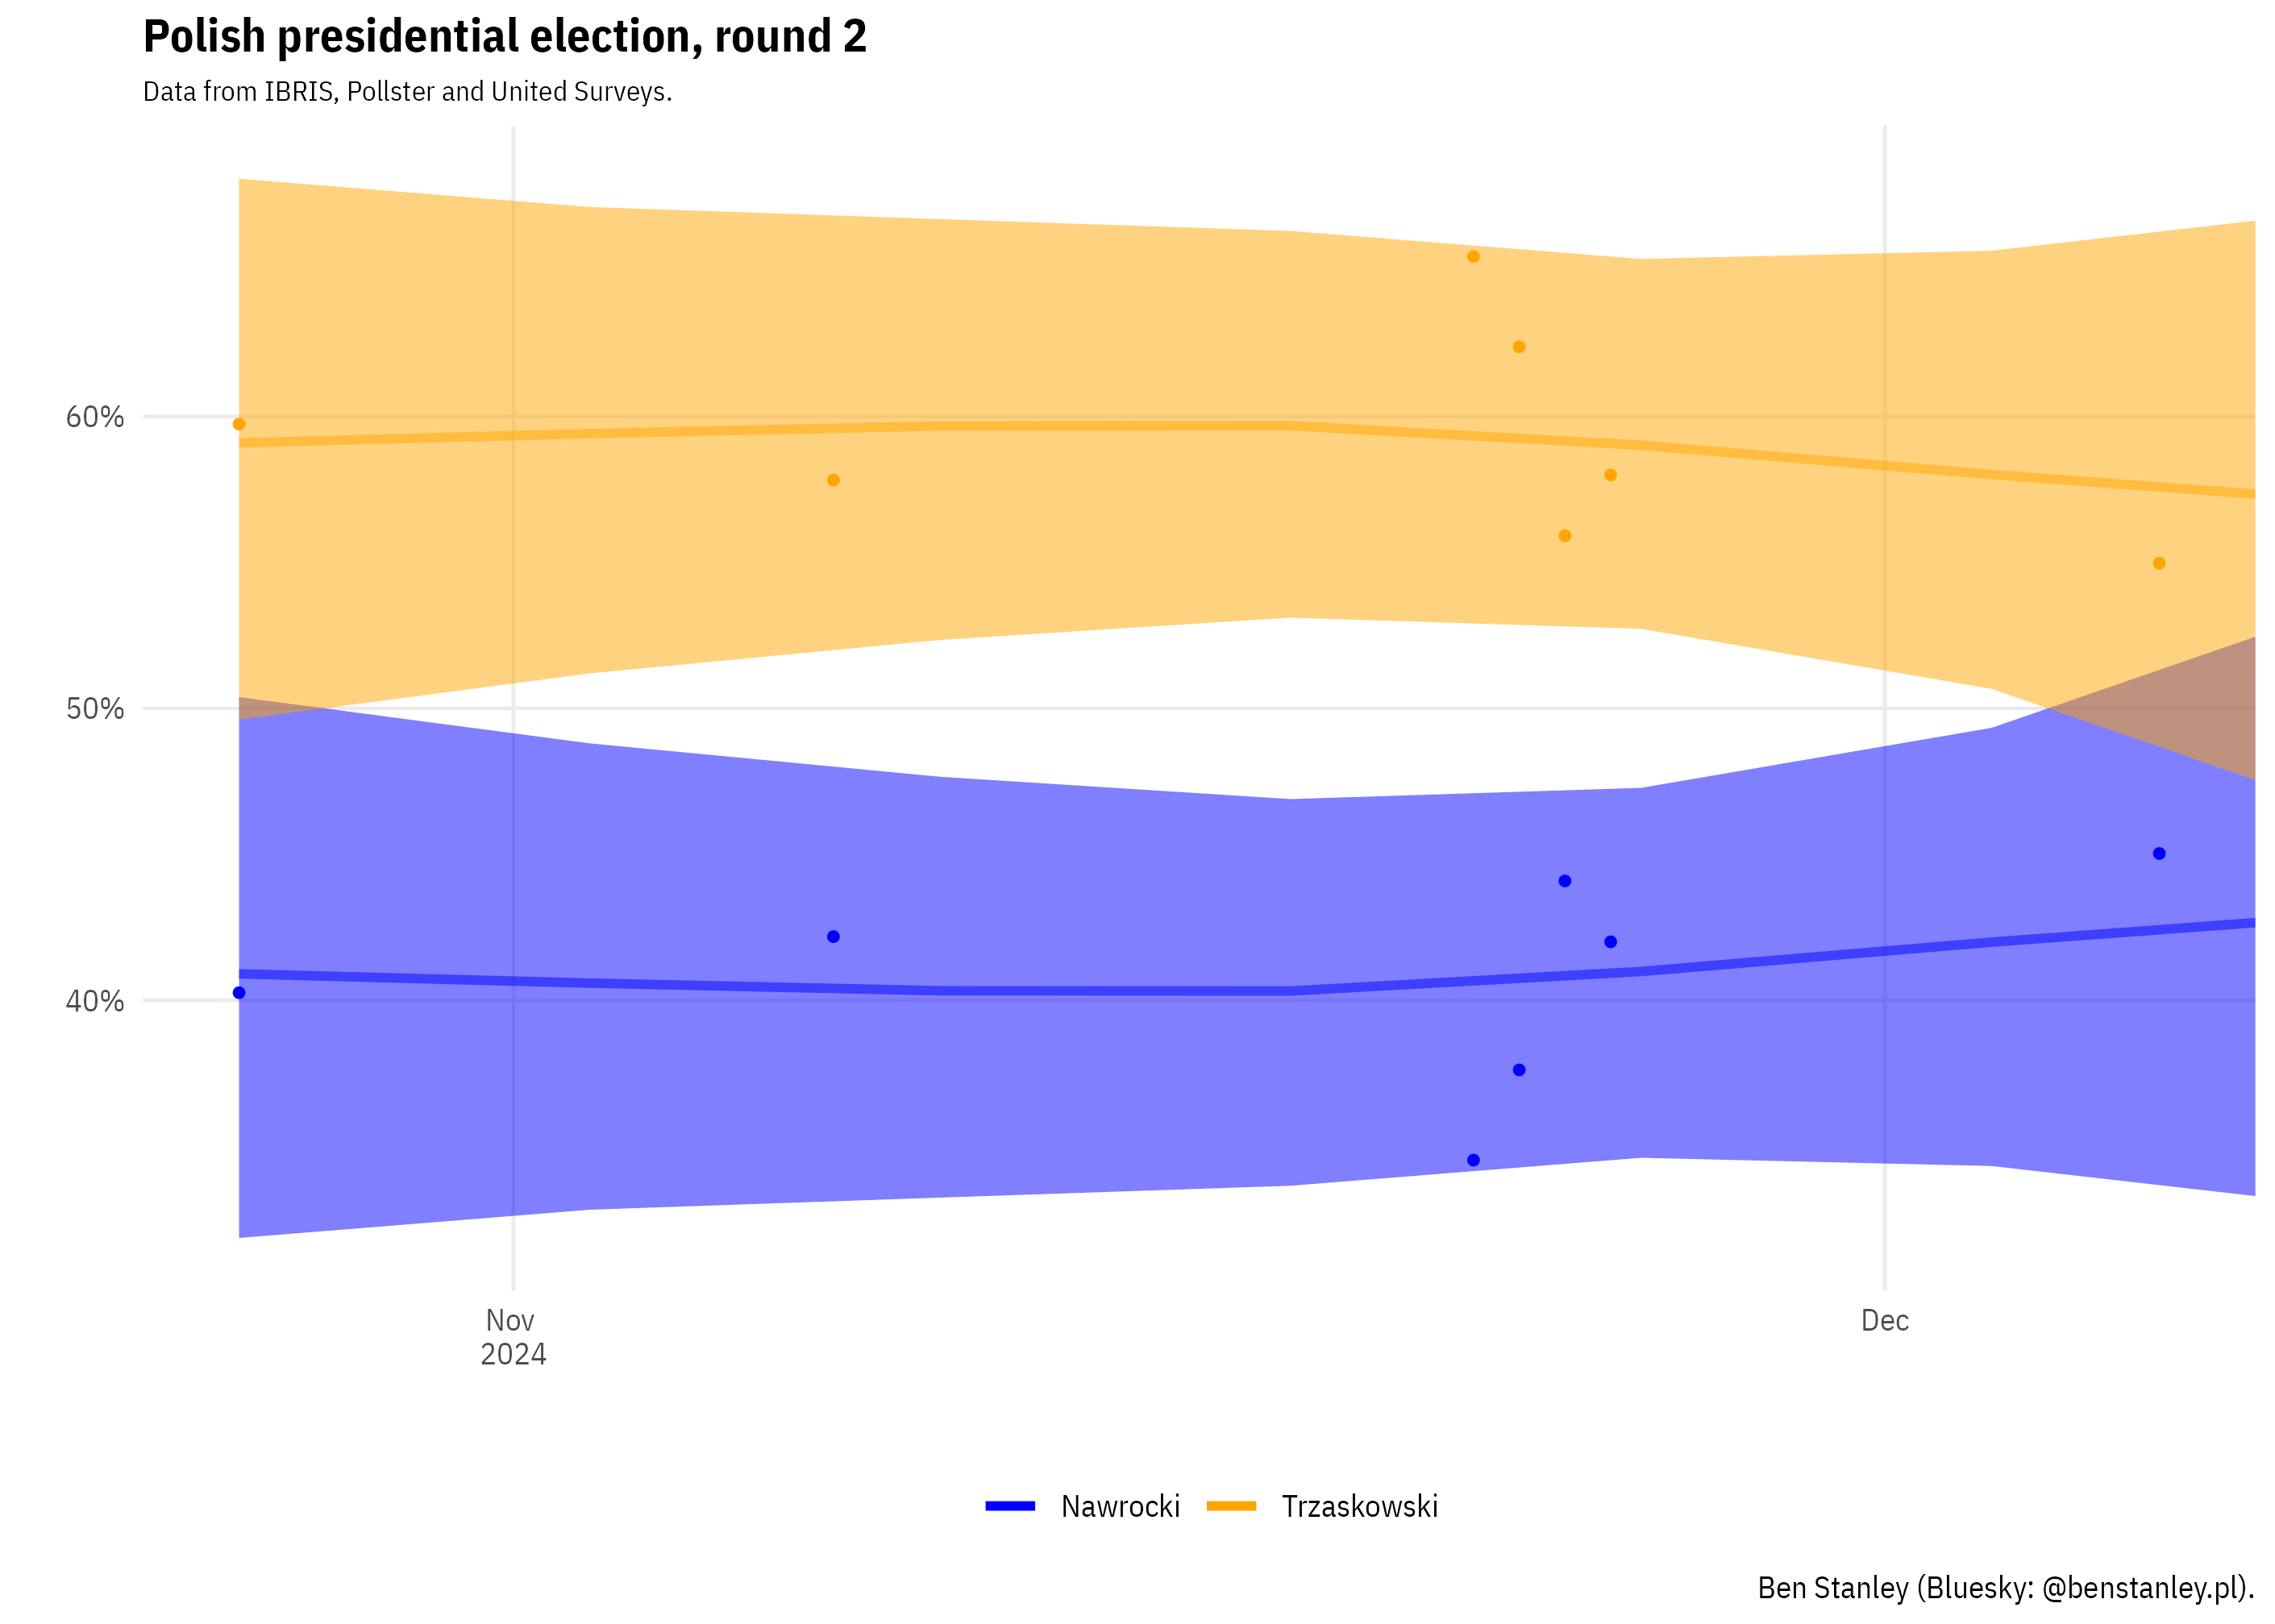 Polish presidential election, round 2
Data from IBRIS, Pollster and United Surveys.
60%
50%
40%
Nov
2024
Dec
Nawrocki
Trzaskowski
Ben Stanley (Bluesky: @benstanley.pl).